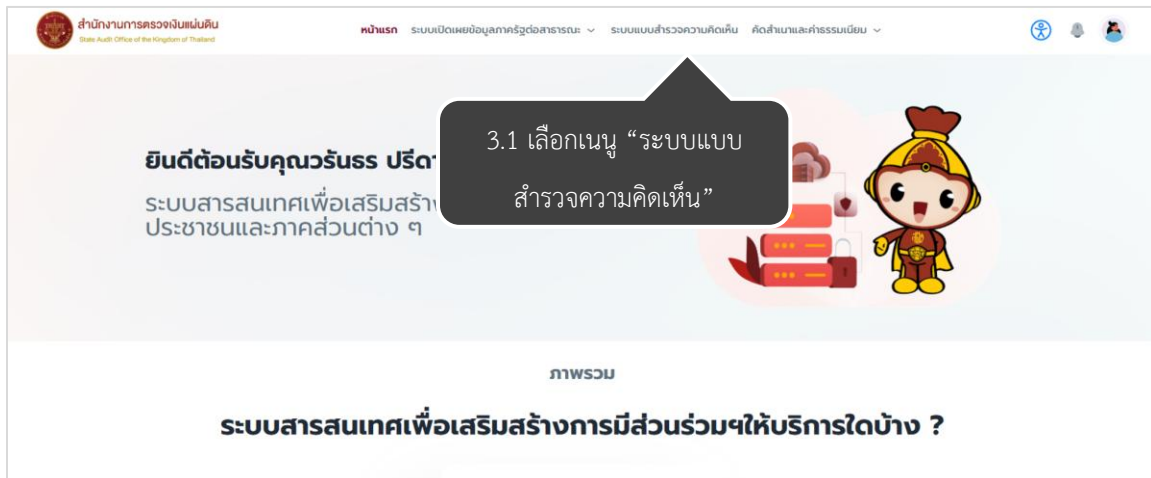 สำนักงานการตรวจเงินแผ่นดิน
State Audit Office of the Kingdom of Thailand
หน้าแรก ระบบเปิดเผยข้อมูลภาครัฐต่อสาธารณะ ระบบแบบสำรวจความคิดเห็น คัดสำเนาและค่าธรรมเนียม
3.1 เลือกเนนู “ระบบแบบ
สำรวจความคิดเห็น”
ยินดีต้อนรับคุณวรันธร
ระบบสารสนเทศเพื่อเสริมสร้าง
ประชาชนและภาคส่วนต่าง ๆ
ภาพรวม
ระบบสารสนเทศเพื่อเสริมสร้างการมีส่วนร่วมฯให้บริการใดบ้าง ?